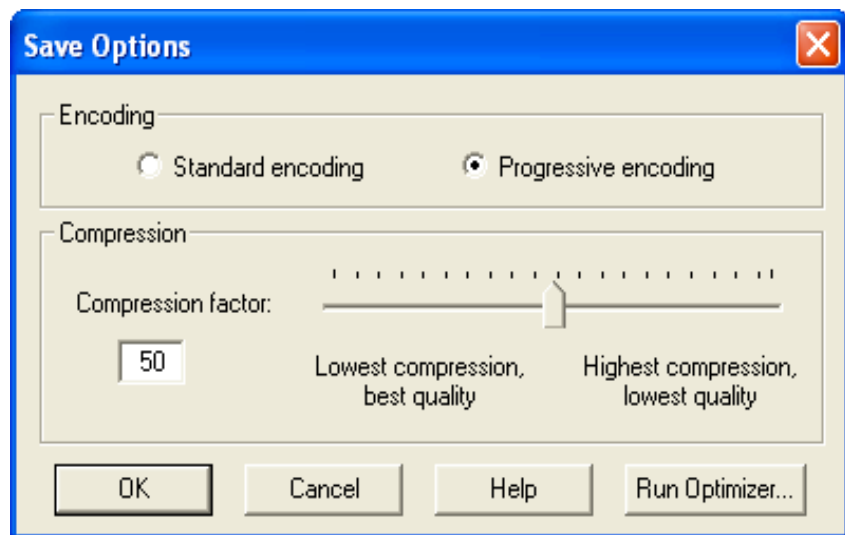 Save Options
Encoding
Standard encoding
Progressive encoding
Compression
Compression factor:
50
Lowest compression,
best quality
Highest compression,
lowest quality
OK
Cancel
Help
Run Optimizer...